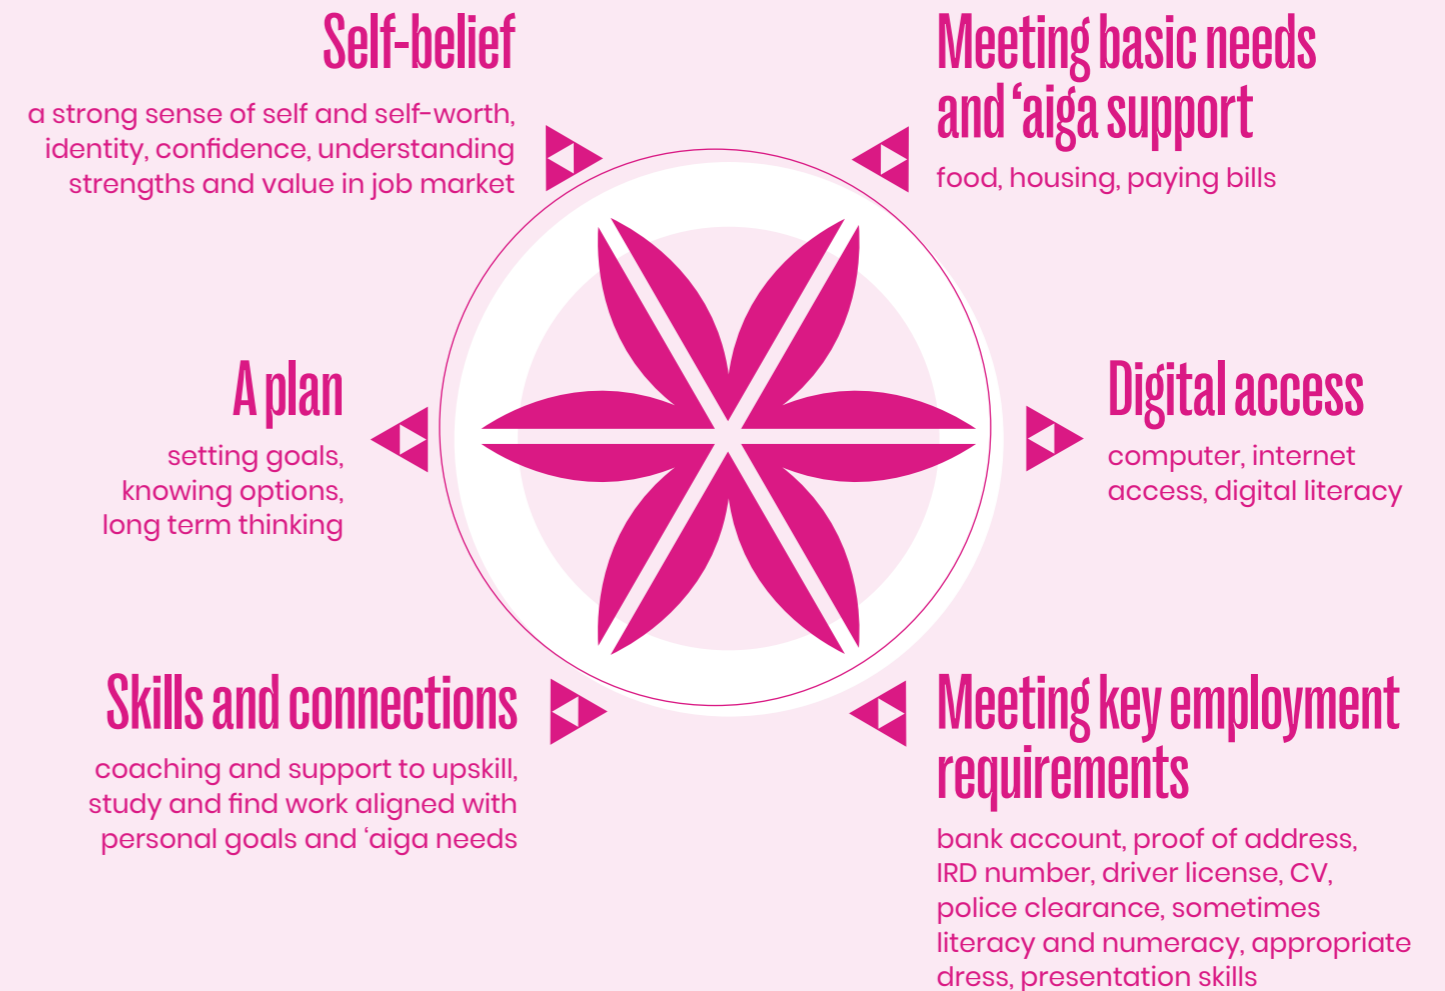 Self-belief
a strong sense of self and self-worth,
identity, confidence, understanding
strengths and value in job market
Meeting basic needs
and ‘aiga support
food, housing, paying bills
A plan
setting goals,
knowing options,
long term thinking
Digital access
computer, internet
access, digital literacy
Skills and connections
coaching and support to upskill,
study and find work aligned with
personal goals and ‘aiga needs
Meeting key employment
requirements
bank account, proof of address,
IRD number, driver license, CV,
police clearance, sometimes
literacy and numeracy, appropriate
dress, presentation skills